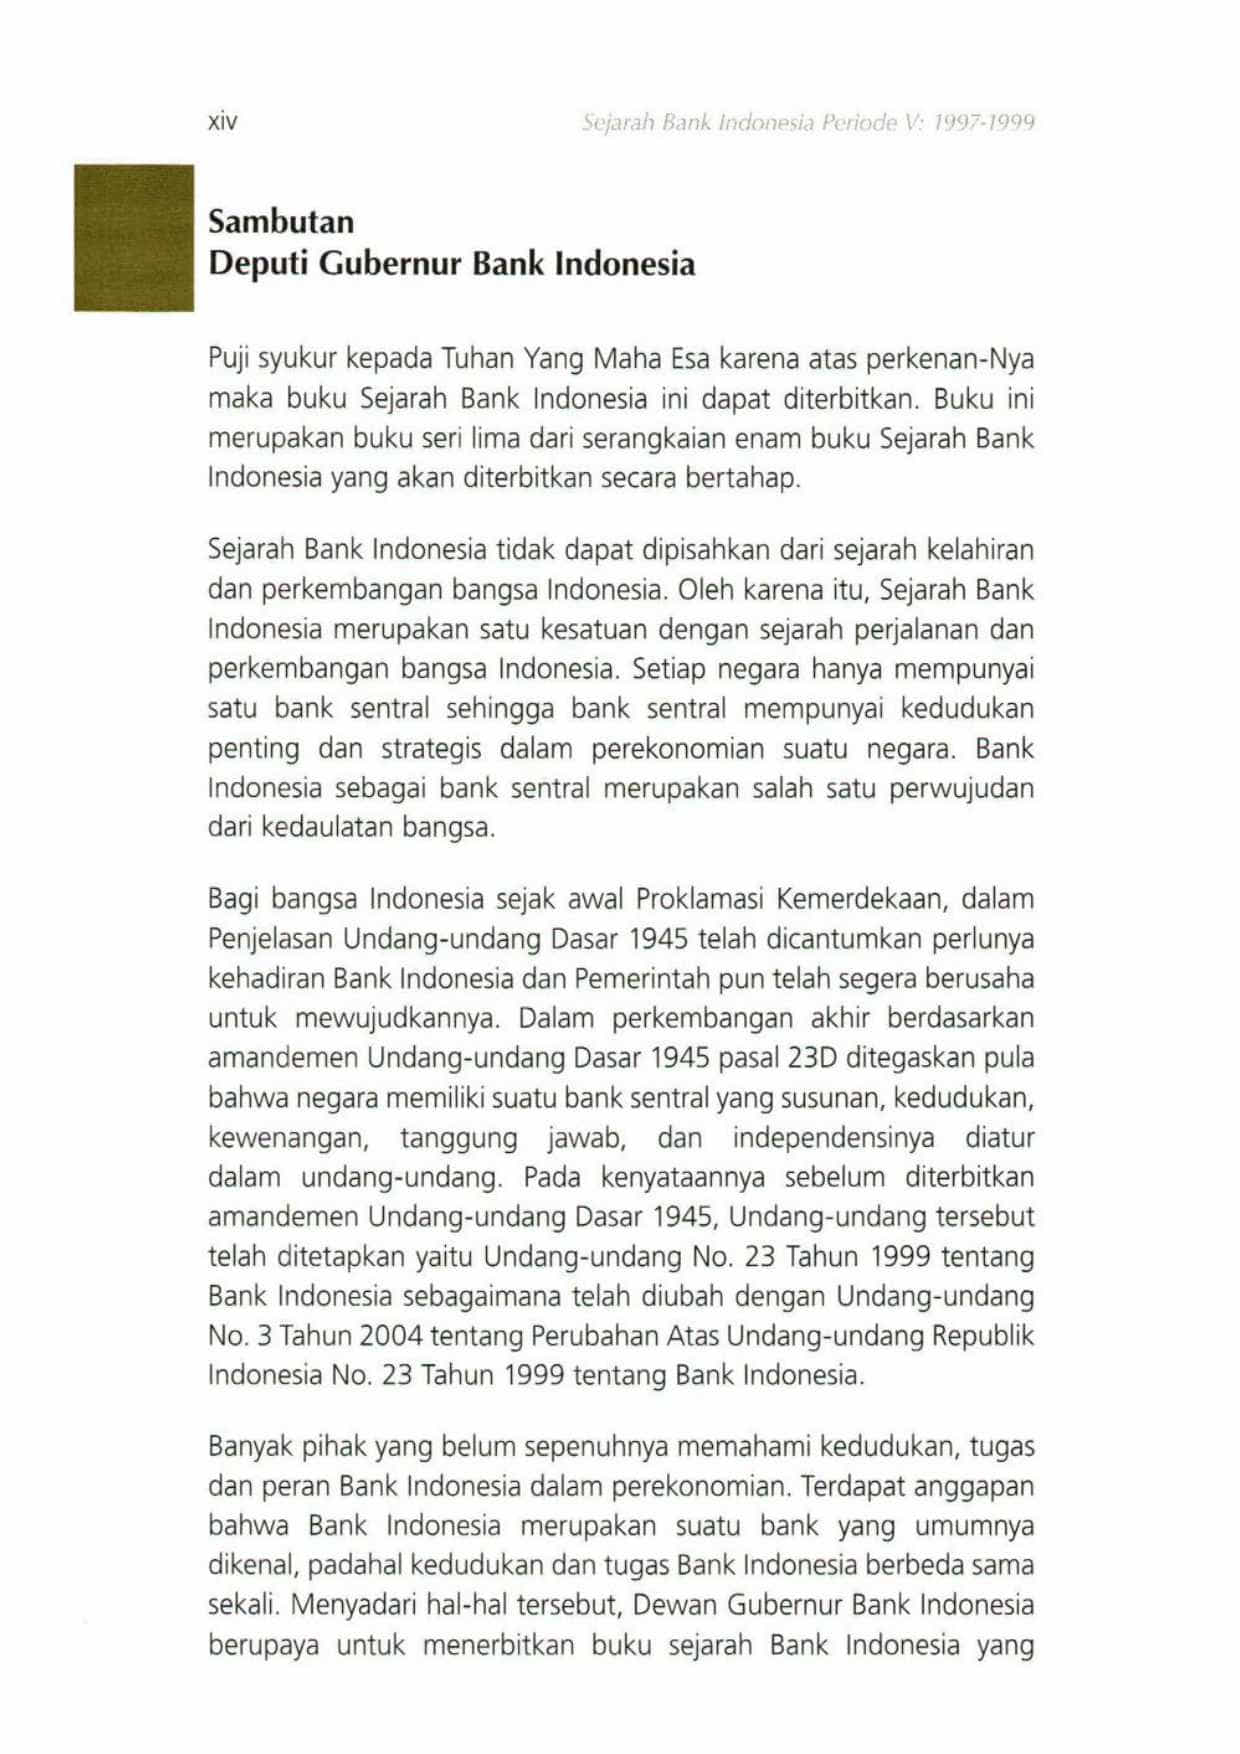 xiv
Sejarah Bank Indonesia Periode V: 1997-1999
Sambutan
Deputi Gubernur Bank Indonesia
Puji syukur kepada Tuhan Yang Maha Esa karena atas perkenan-Nya
maka buku Sejarah Bank Indonesia ini dapat diterbitkan. Buku ini
merupakan buku seri lima dari serangkaian enam buku Sejarah Bank
Indonesia yang akan diterbitkan secara bertahap.
Sejarah Bank Indonesia tidak dapat dipisahkan dari sejarah kelahiran
dan perkembangan bangsa Indonesia. Oleh karena itu, Sejarah Bank
Indonesia merupakan satu kesatuan dengan sejarah perjalanan dan
perkembangan bangsa Indonesia. Setiap negara hanya mempunyai
satu bank sentral sehingga bank sentral mempunyai kedudukan
penting dan strategis dalam perekonomian suatu negara. Bank
Indonesia sebagai bank sentral merupakan salah satu perwujudan
dari kedaulatan bangsa.
Bagi bangsa Indonesia sejak awal Proklamasi Kemerdekaan, dalam
Penjelasan Undang-undang Dasar 1945 telah dicantumkan perlunya
kehadiran Bank Indonesia dan Pemerintah pun telah segera berusaha
untuk mewujudkannya. Dalam perkembangan akhir berdasarkan
amandemen Undang-undang Dasar 1945 pasal 23D ditegaskan pula
bahwa negara memiliki suatu bank sentral yang susunan, kedudukan,
kewenangan, tanggung jawab, dan independensinya diatur
dalam undang-undang. Pada kenyataannya sebelum diterbitkan
amandemen Undang-undang Dasar 1945, Undang-undang tersebut
telah ditetapkan yaitu Undang-undang No. 23 Tahun 1999 tentang
Bank Indonesia sebagaimana telah diubah dengan Undang-undang
No. 3 Tahun 2004 tentang Perubahan Atas Undang-undang Republik
Indonesia No. 23 Tahun 1999 tentang Bank Indonesia.
Banyak pihak yang belum sepenuhnya memahami kedudukan, tugas
dan peran Bank Indonesia dalam perekonomian. Terdapat anggapan
bahwa Bank Indonesia merupakan suatu bank yang umumnya
dikenal, padahal kedudukan dan tugas Bank Indonesia berbeda sama
sekali. Menyadari hal-hal tersebut, Dewan Gubernur Bank Indonesia
berupaya untuk menerbitkan buku sejarah Bank Indonesia yang